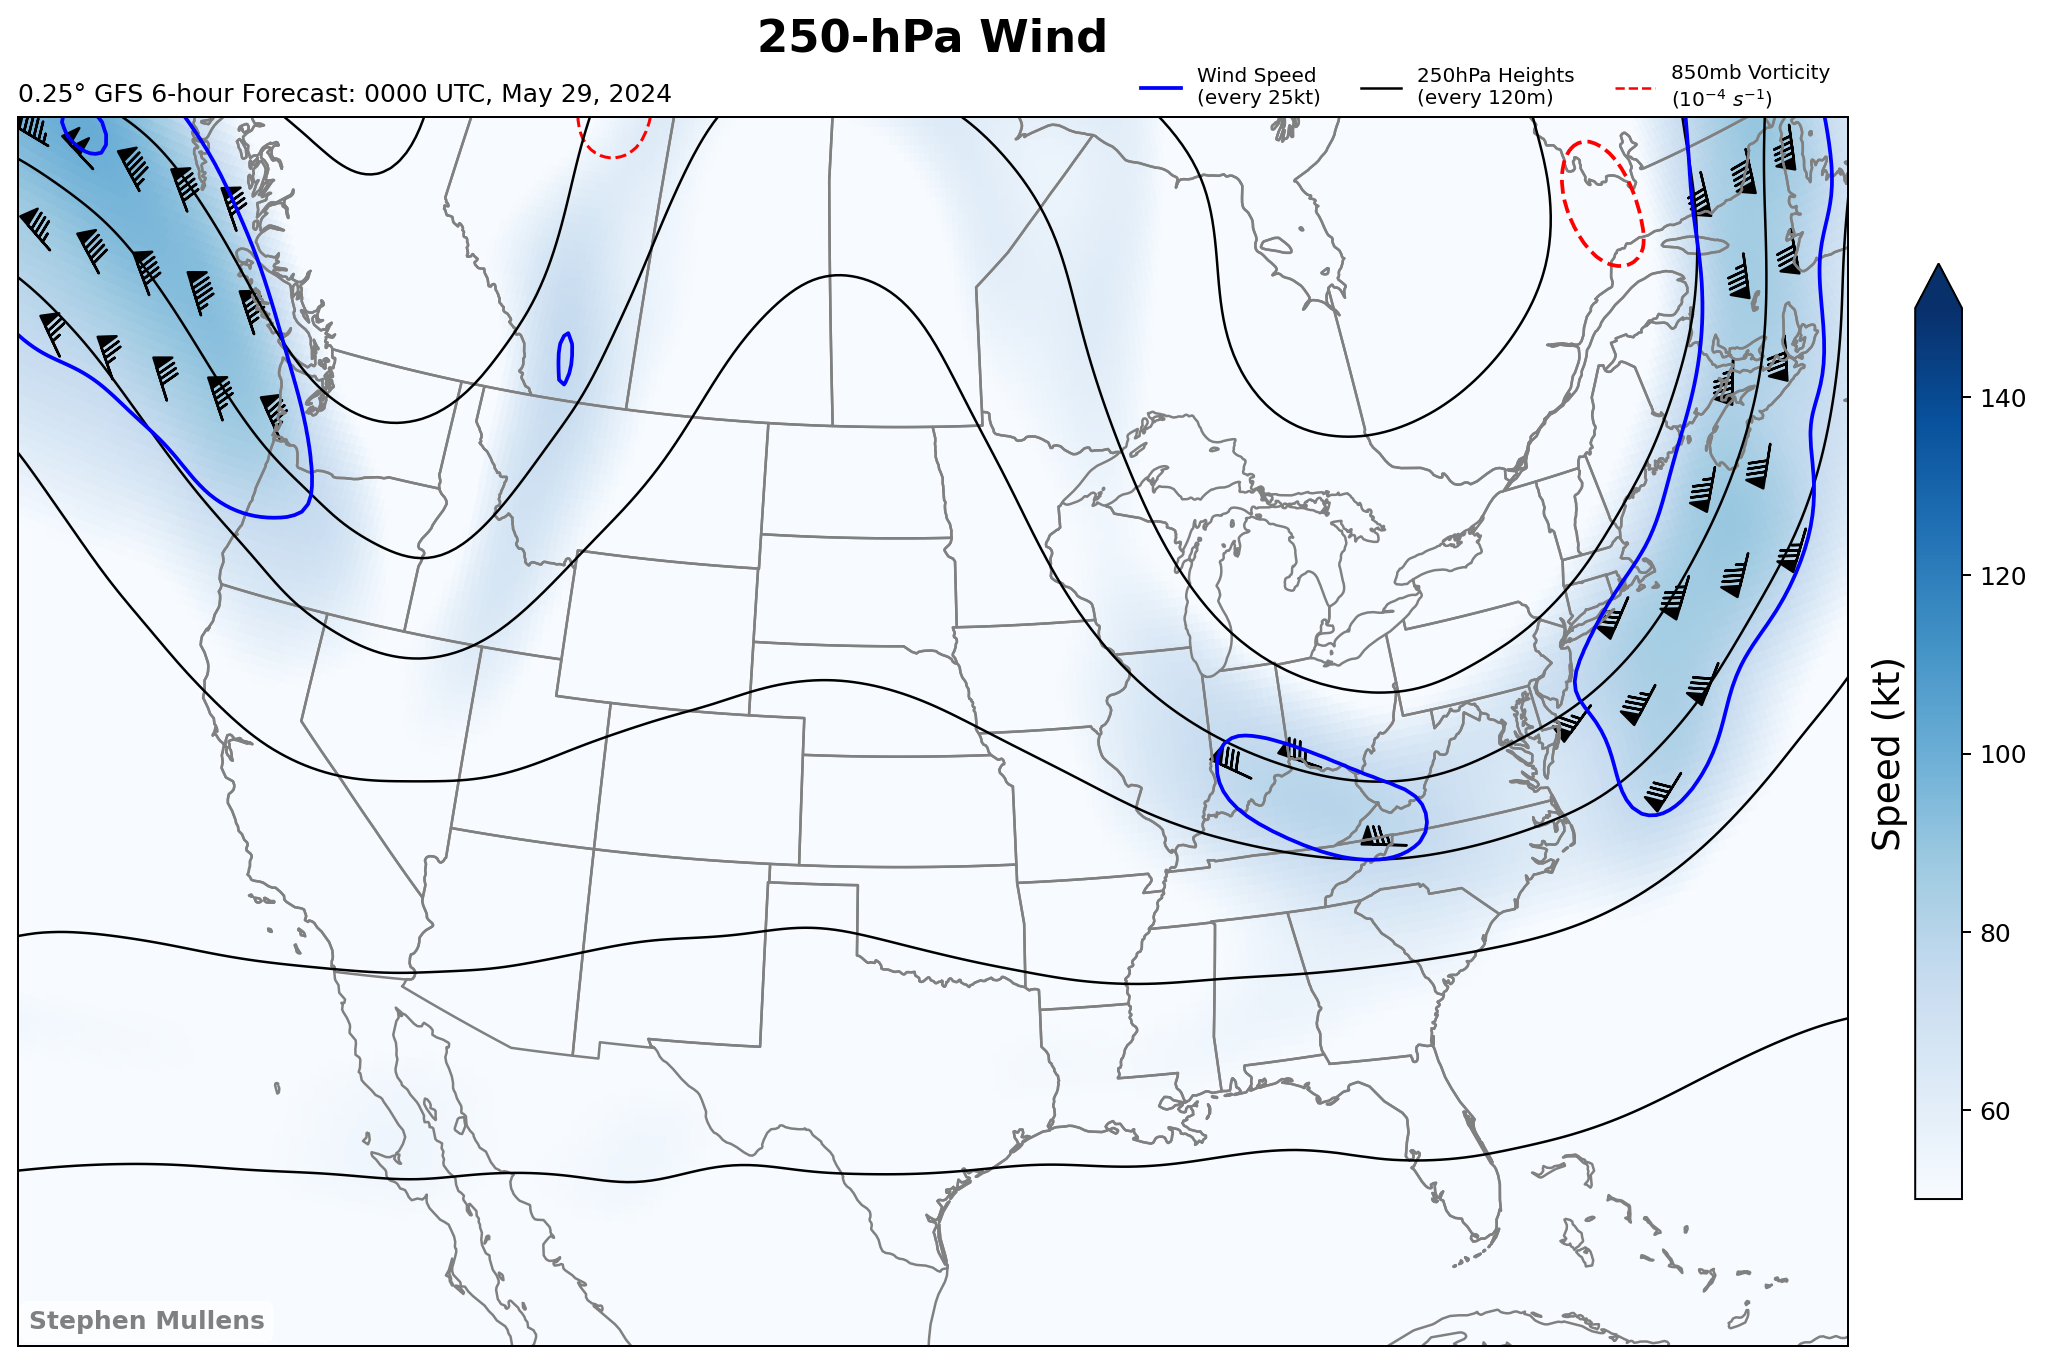 250-hPa Wind
0.25° GFS 6-hour Forecast: 0000 UTC, May 29, 2024
Wind Speed
(every 25kt)
250hPa Heights
(every 120m)
850mb Vorticity
(10⁻⁴ s⁻¹)
140
120
100
80
60
Speed (kt)
Stephen Mullens